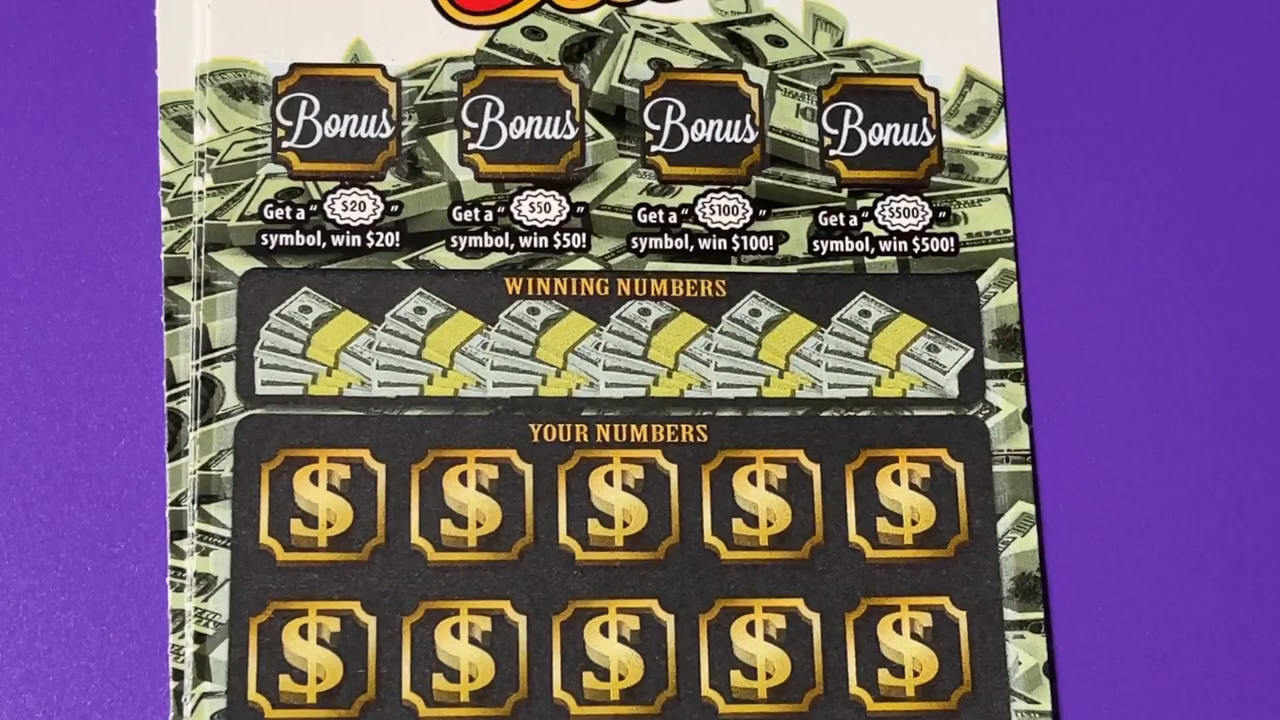 Bonus Bonus Bonus Bonus
Get a " $20 " Get a " $50 " Get a " $100 " Get a " $500 "
symbol, win $20! symbol, win $50! symbol, win $100! symbol, win $500!
WINNING NUMBERS
YOUR NUMBERS
$ $ $ $ $
$ $ $ $ $